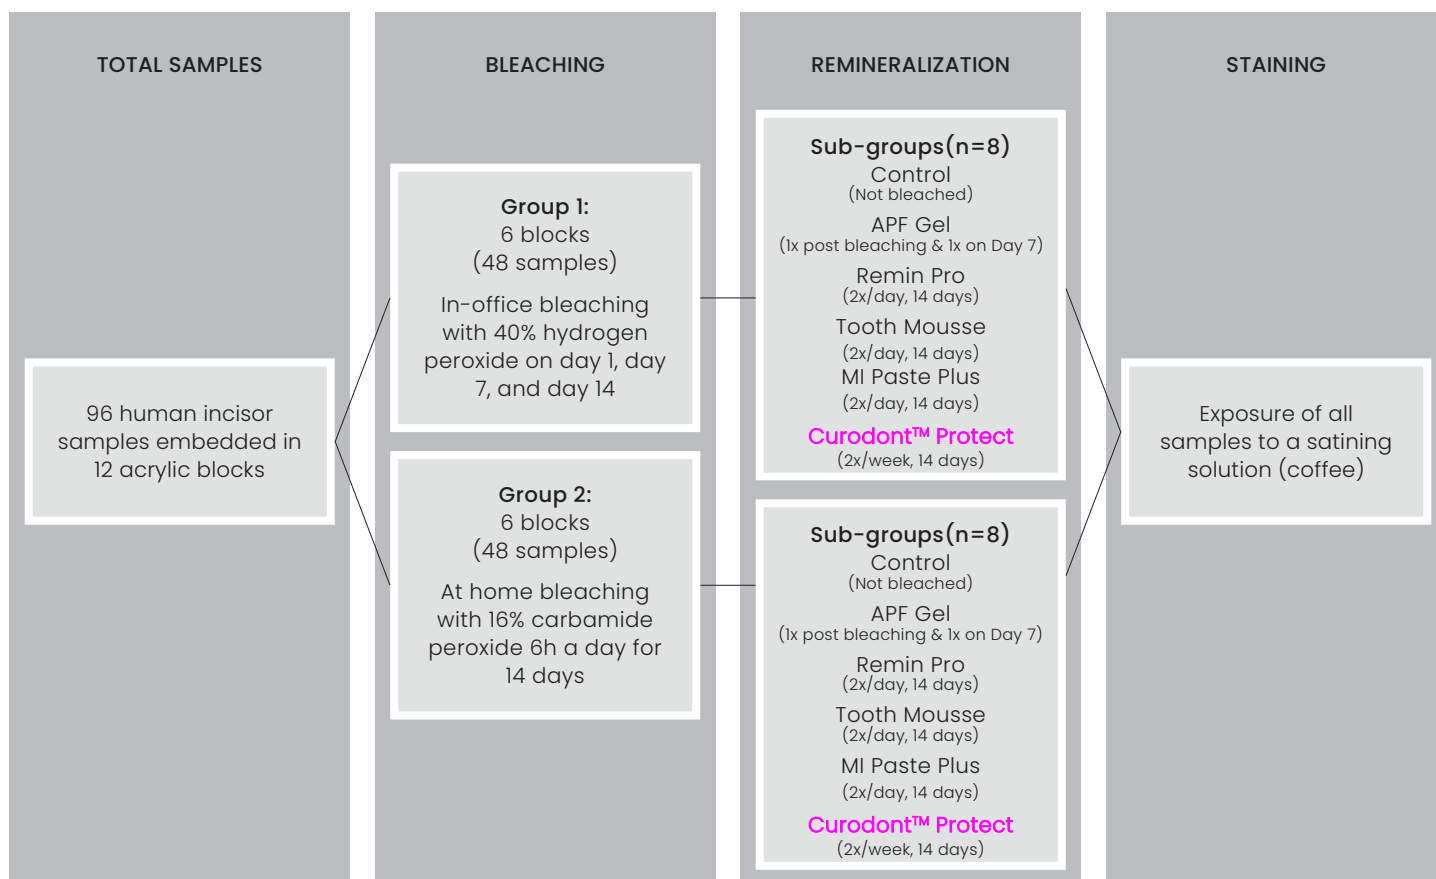 TOTAL SAMPLES
96 human incisor
samples embedded in
12 acrylic blocks
BLEACHING
Group 1:
6 blocks
(48 samples)
In-office bleaching
with 40% hydrogen
peroxide on day 1, day
7, and day 14
Group 2:
6 blocks
(48 samples)
At home bleaching
with 16% carbamide
peroxide 6h a day for
14 days
REMINERALIZATION
Sub-groups(n=8)
Control
(Not bleached)
APF Gel
(1x post bleaching & 1x on Day 7)
Remin Pro
(2x/day, 14 days)
Tooth Mousse
(2x/day, 14 days)
MI Paste Plus
(2x/day, 14 days)
Curodont™ Protect
(2x/week, 14 days)
Sub-groups(n=8)
Control
(Not bleached)
APF Gel
(1x post bleaching & 1x on Day 7)
Remin Pro
(2x/day, 14 days)
Tooth Mousse
(2x/day, 14 days)
MI Paste Plus
(2x/day, 14 days)
Curodont™ Protect
(2x/week, 14 days)
STAINING
Exposure of all
samples to a satining
solution (coffee)